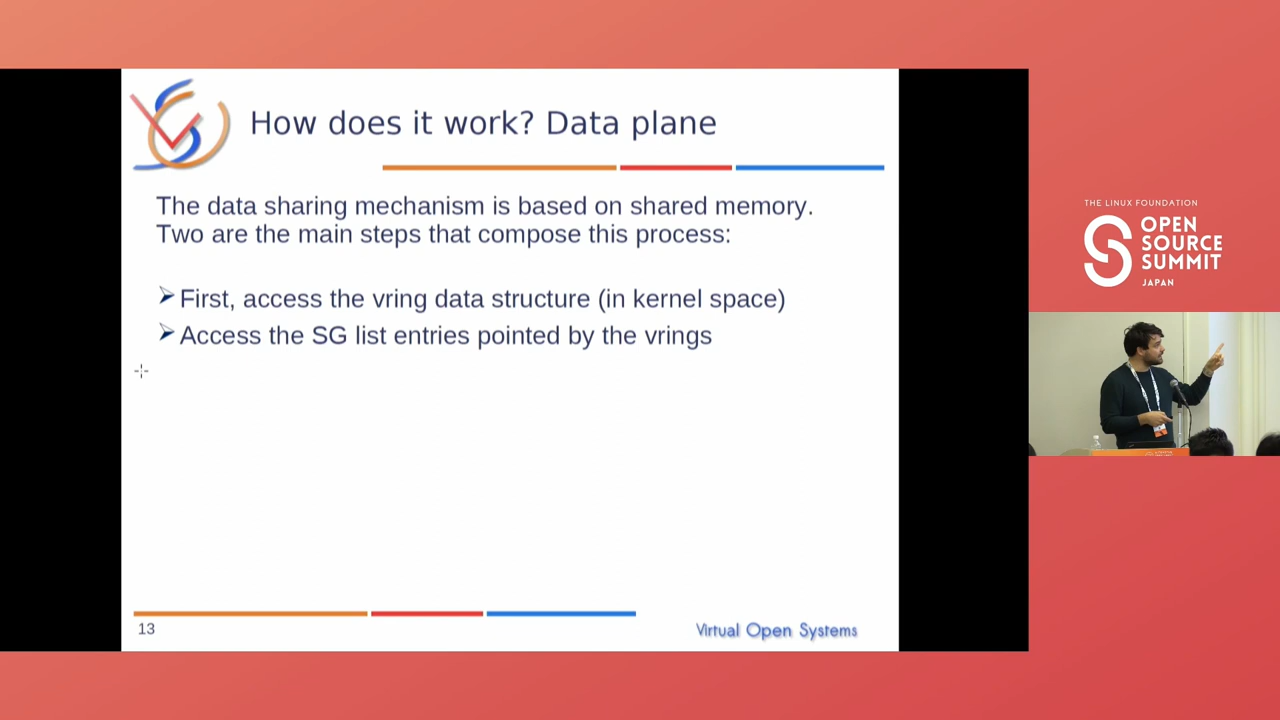 How does it work? Data plane
The data sharing mechanism is based on shared memory.
Two are the main steps that compose this process:
First, access the vring data structure (in kernel space)
Access the SG list entries pointed by the vrings
13
Virtual Open Systems
THE LINUX FOUNDATION
OPEN
SOURCE
SUMMIT
JAPAN